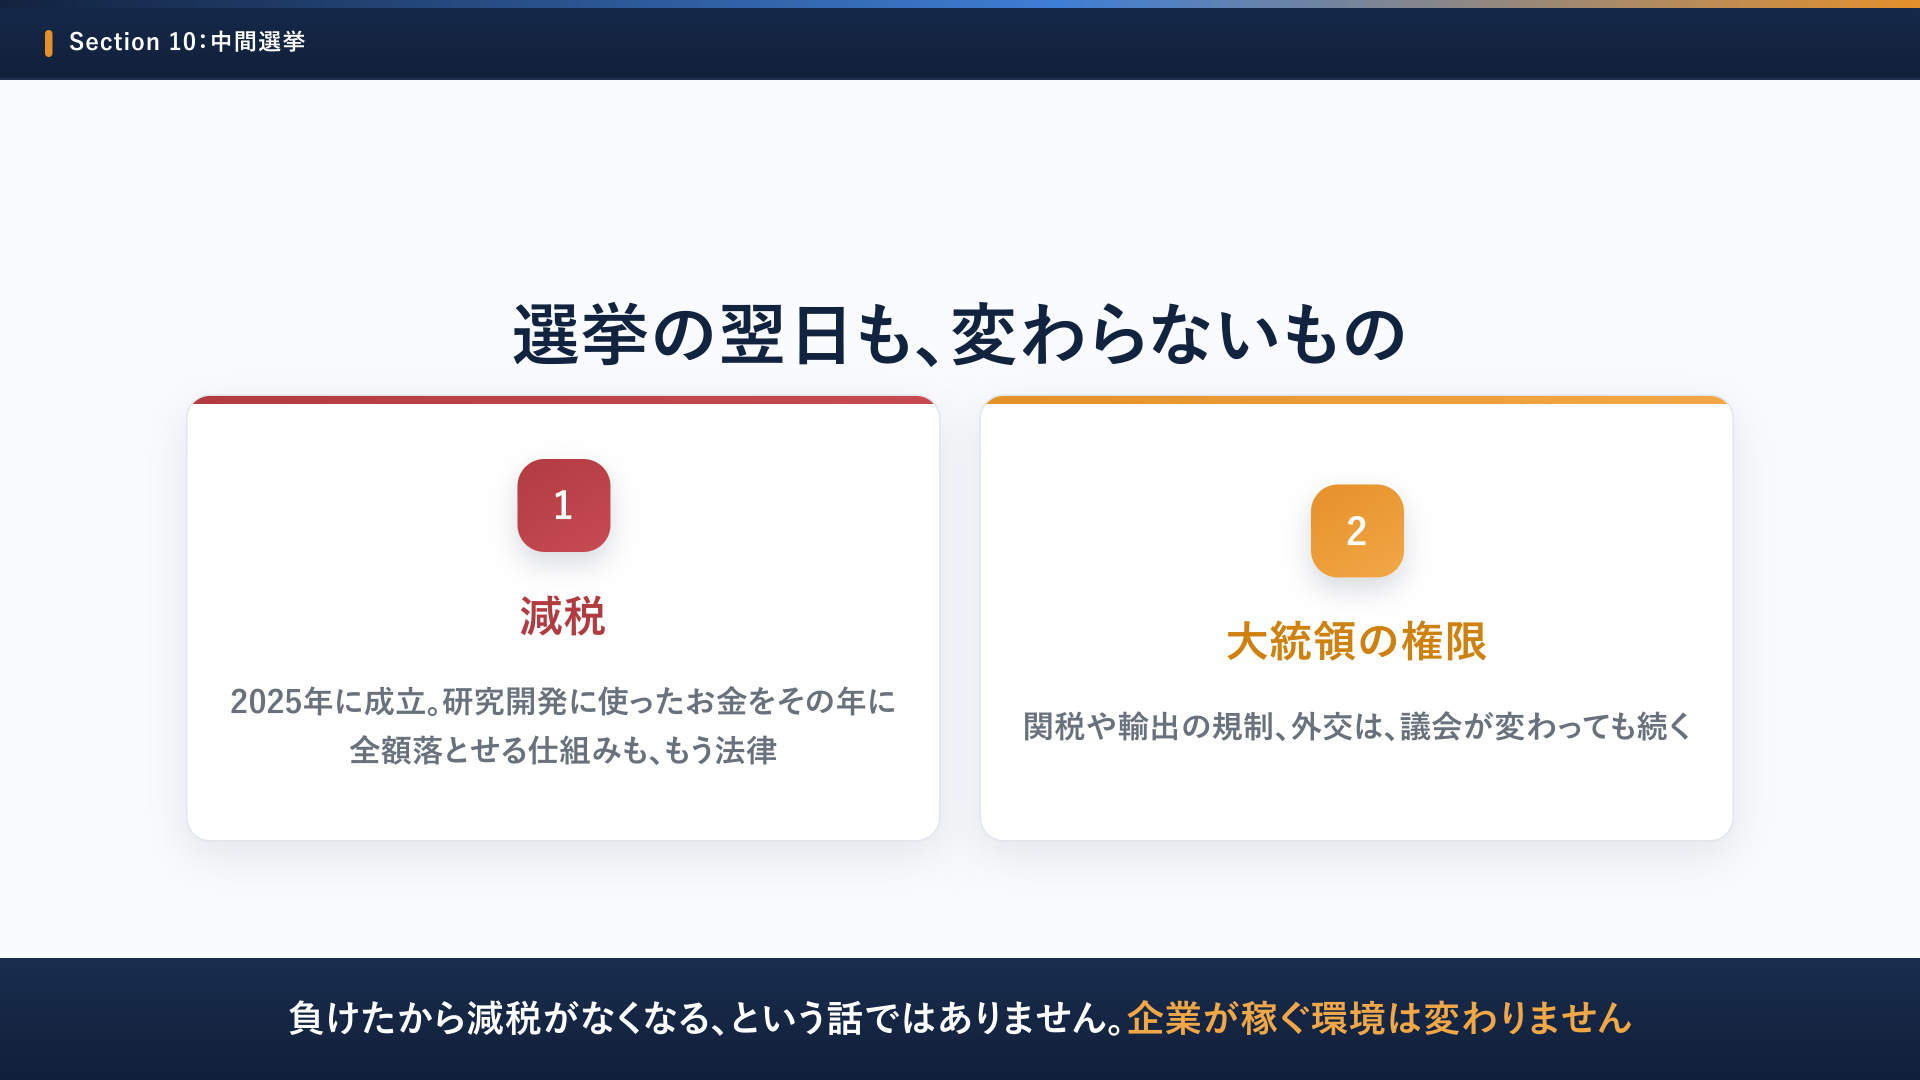 Section 10：中間選挙
選挙の翌日も、変わらないもの
1
減税
2025年に成立。研究開発に使ったお金をその年に
全額落とせる仕組みも、もう法律
2
大統領の権限
関税や輸出の規制、外交は、議会が変わっても続く
負けたから減税がなくなる、という話ではありません。企業が稼ぐ環境は変わりません